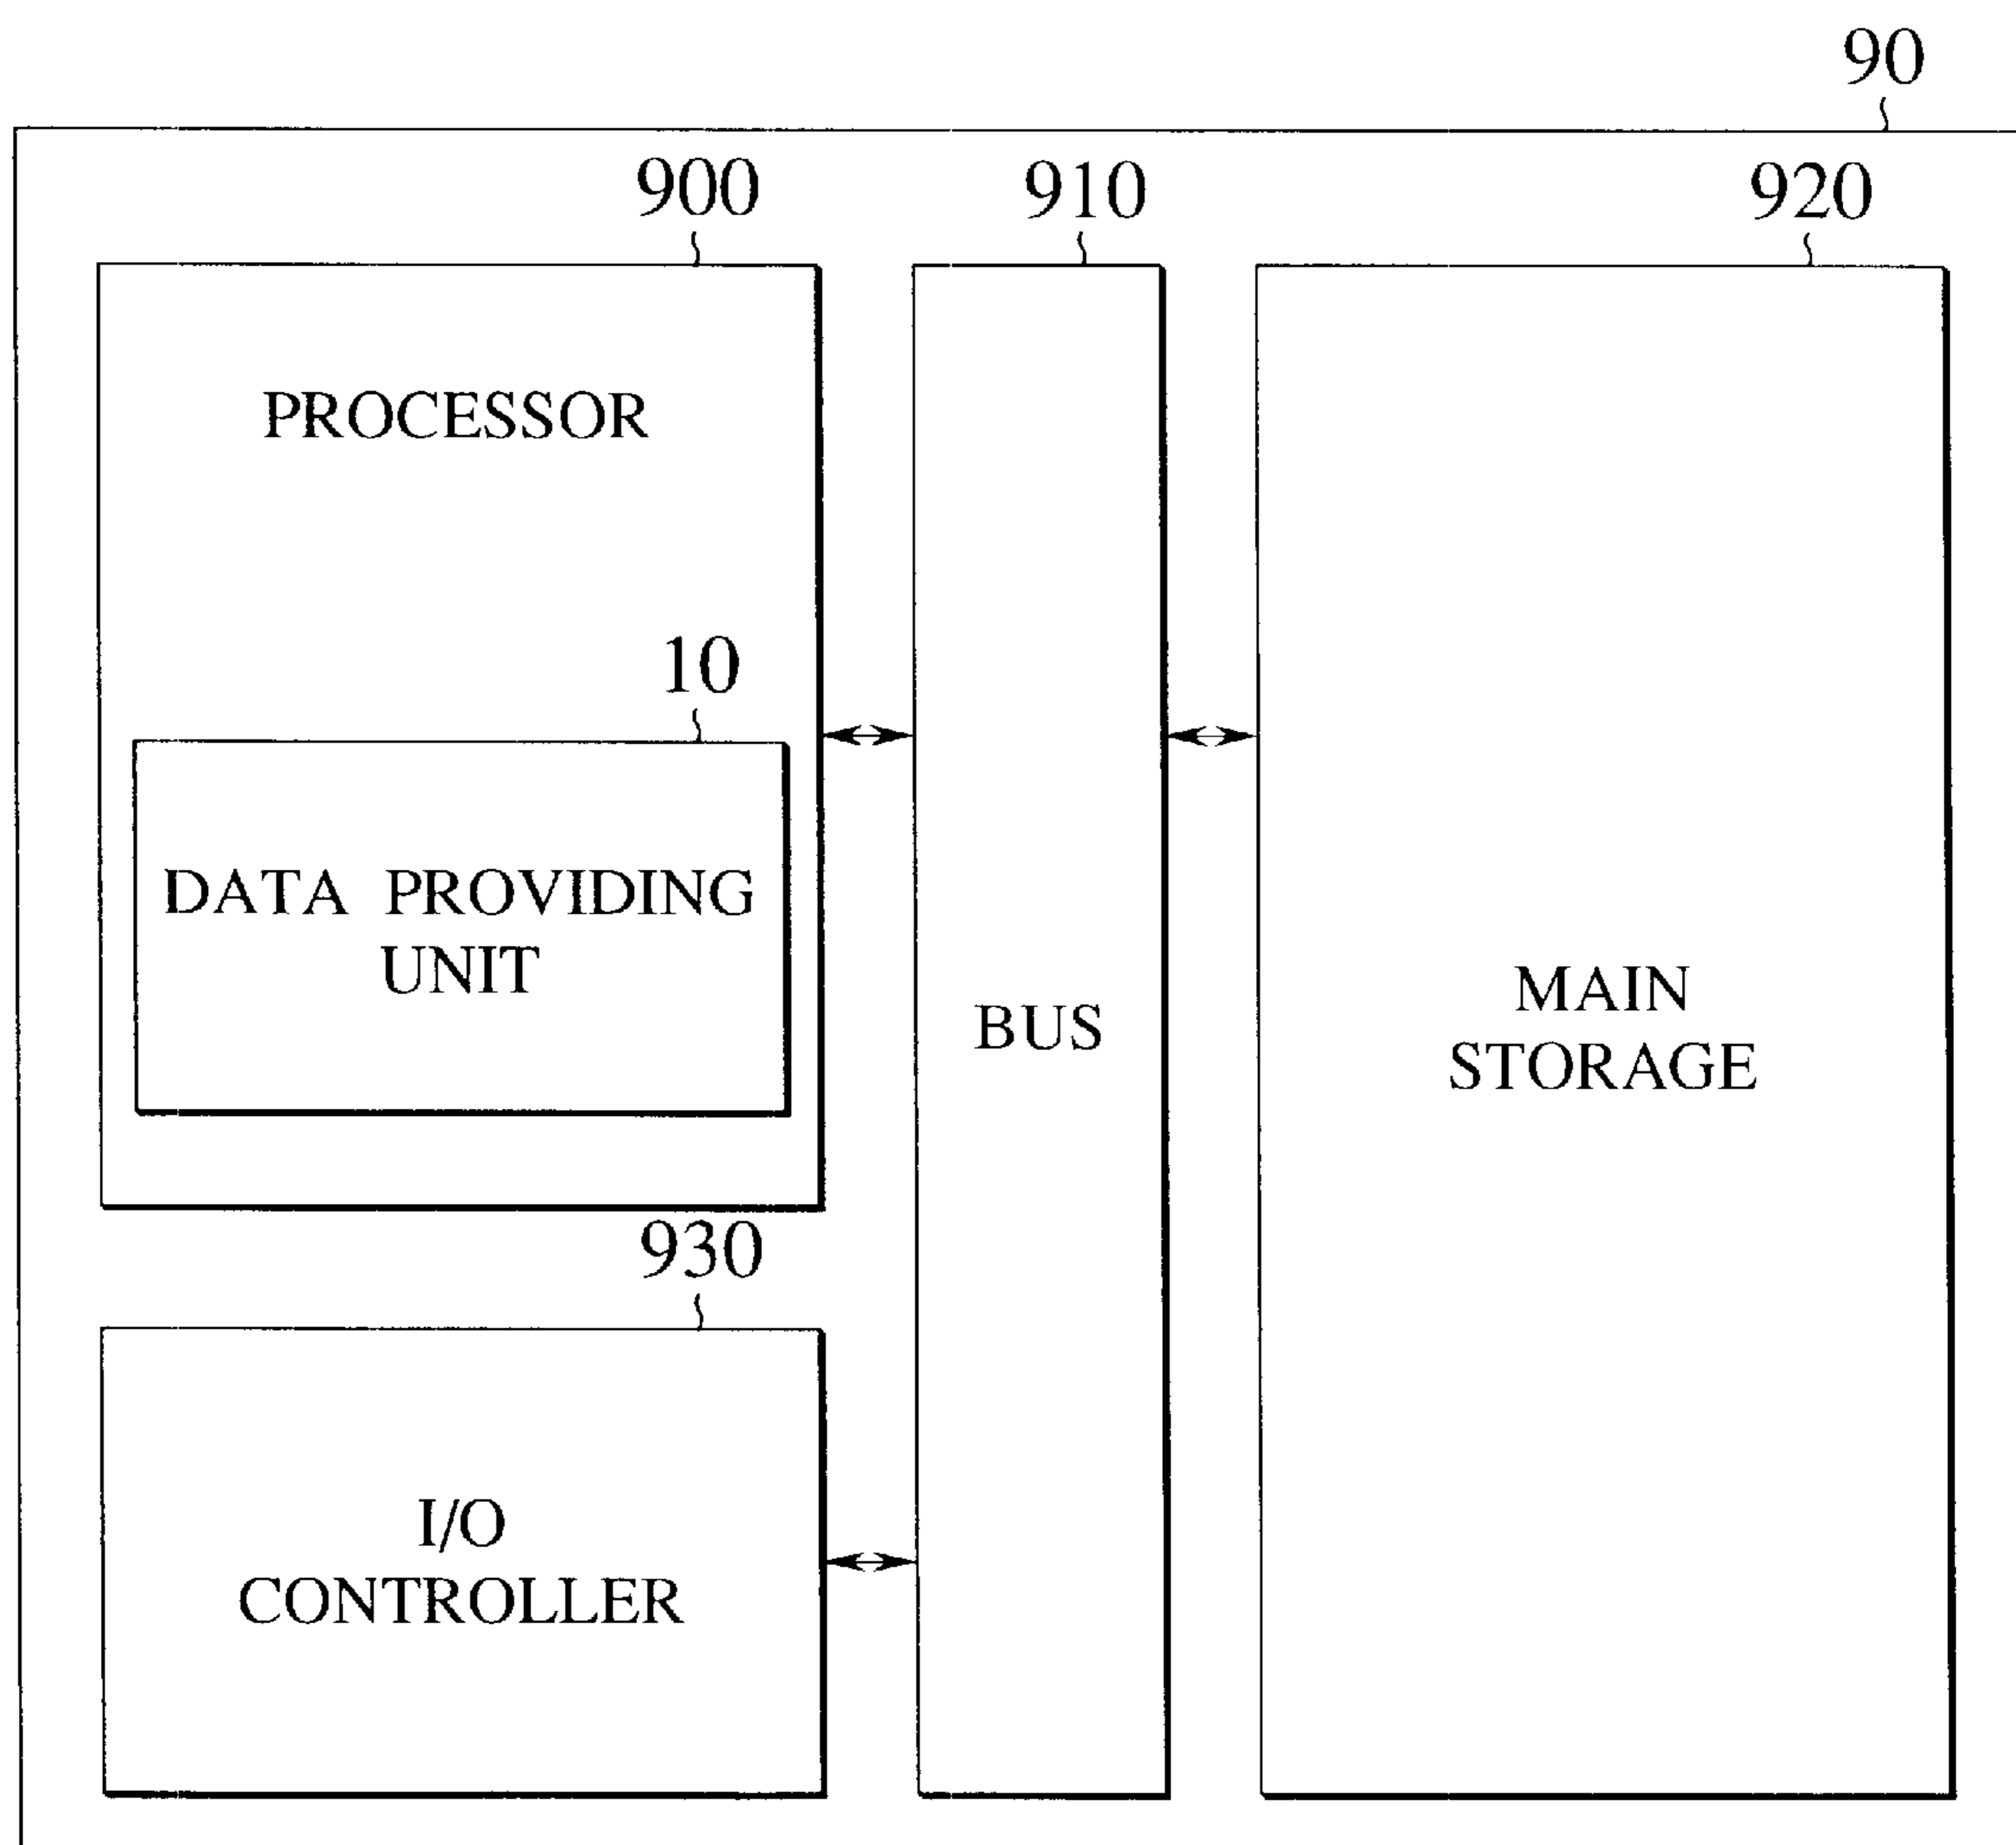 90
900
910
920
PROCESSOR
10
DATA PROVIDING
UNIT
BUS
MAIN
STORAGE
930
I/O
CONTROLLER